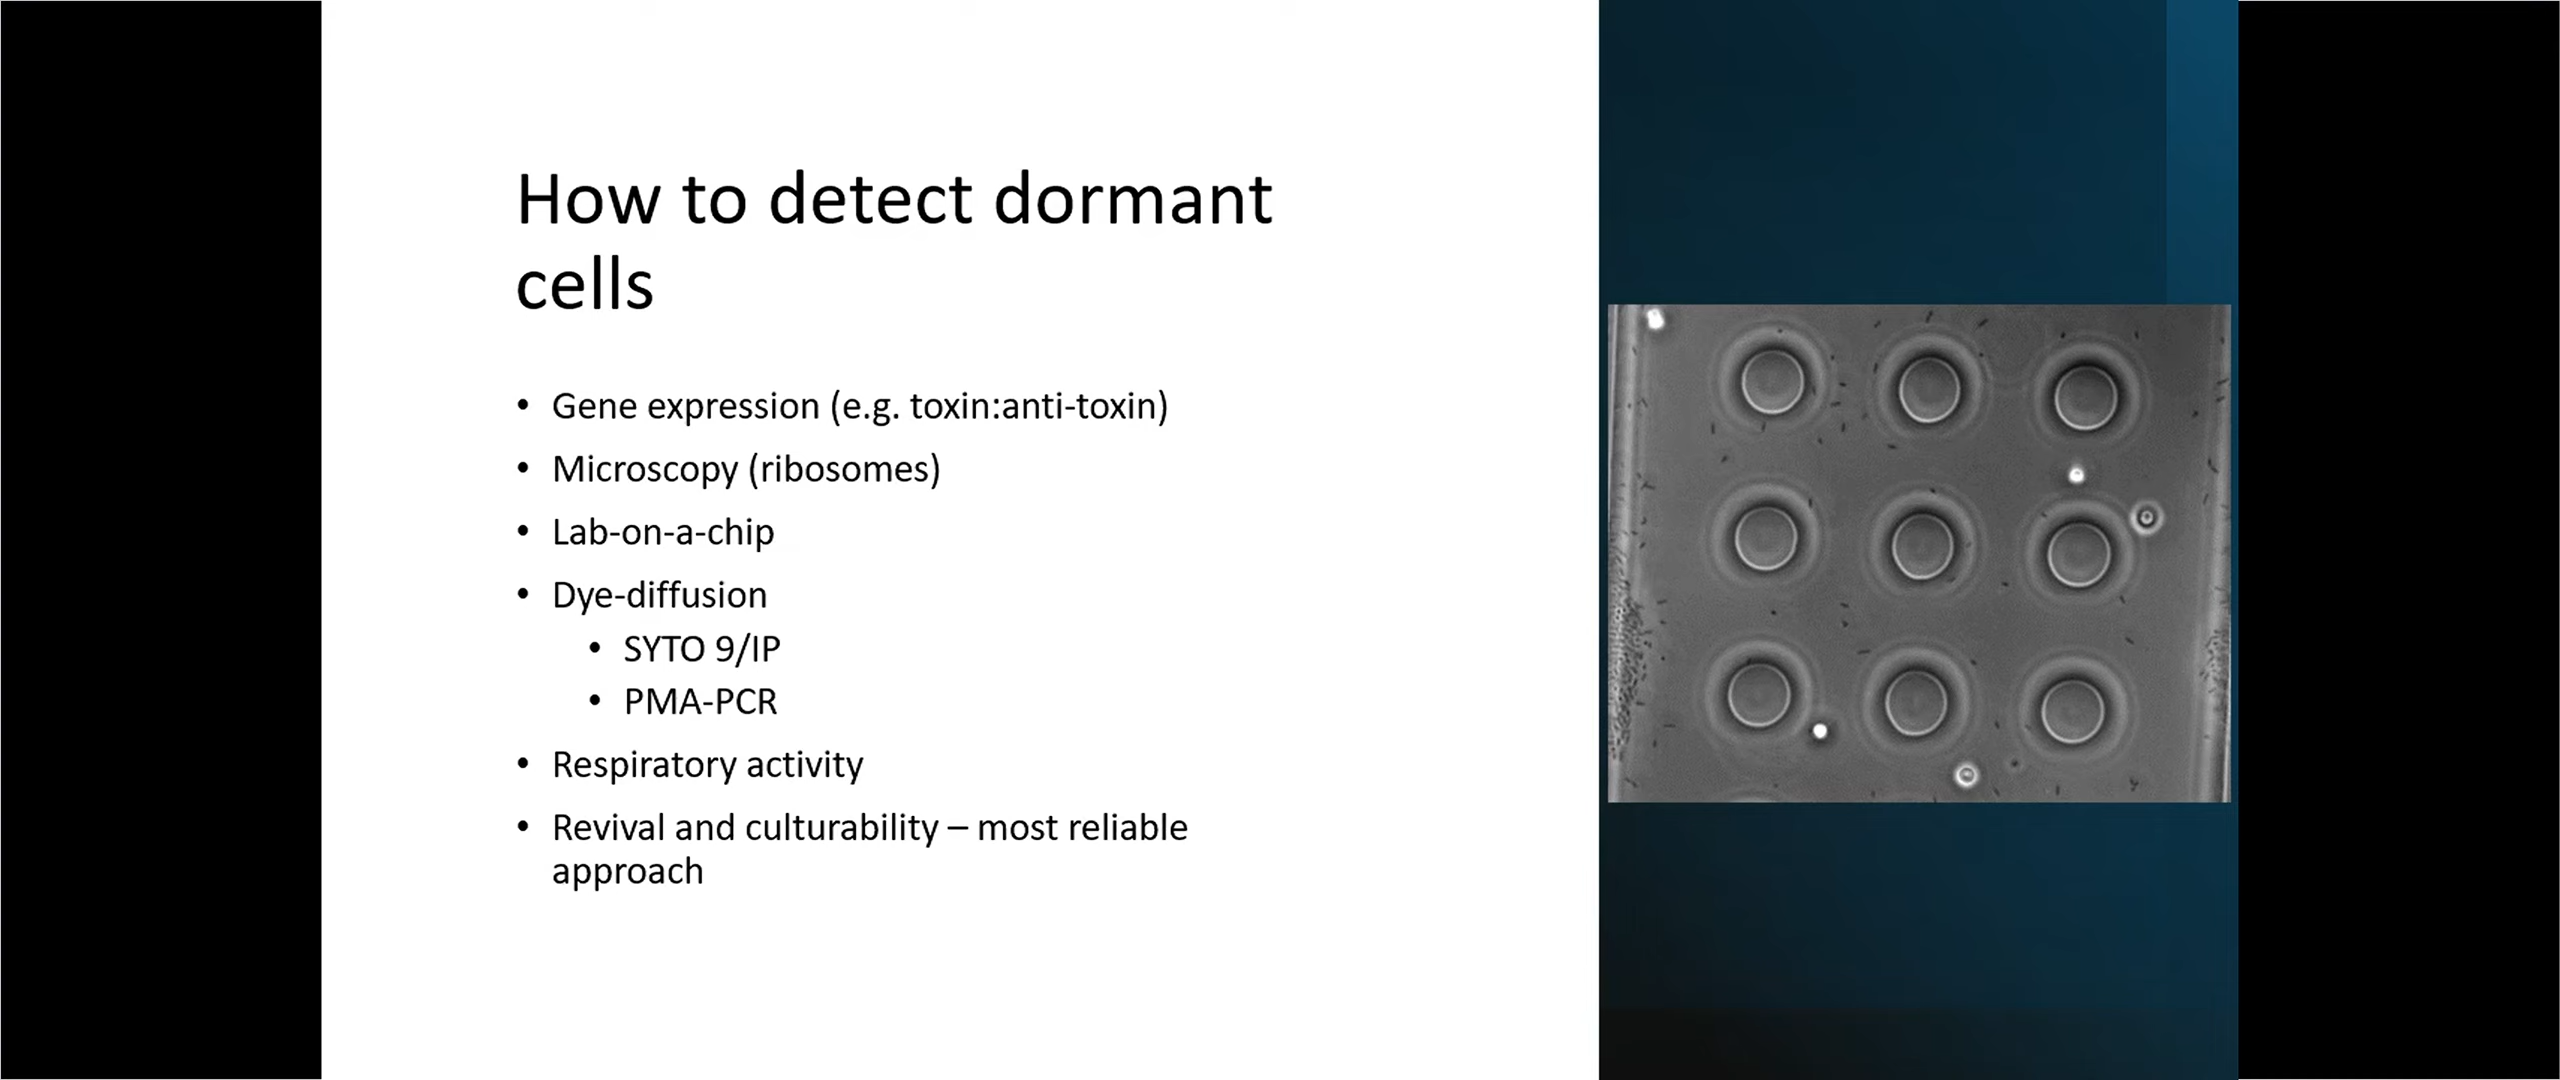 How to detect dormant
cells
• Gene expression (e.g. toxin:anti-toxin)
• Microscopy (ribosomes)
• Lab-on-a-chip
• Dye-diffusion
• SYTO 9/IP
• PMA-PCR
• Respiratory activity
• Revival and culturability – most reliable
approach